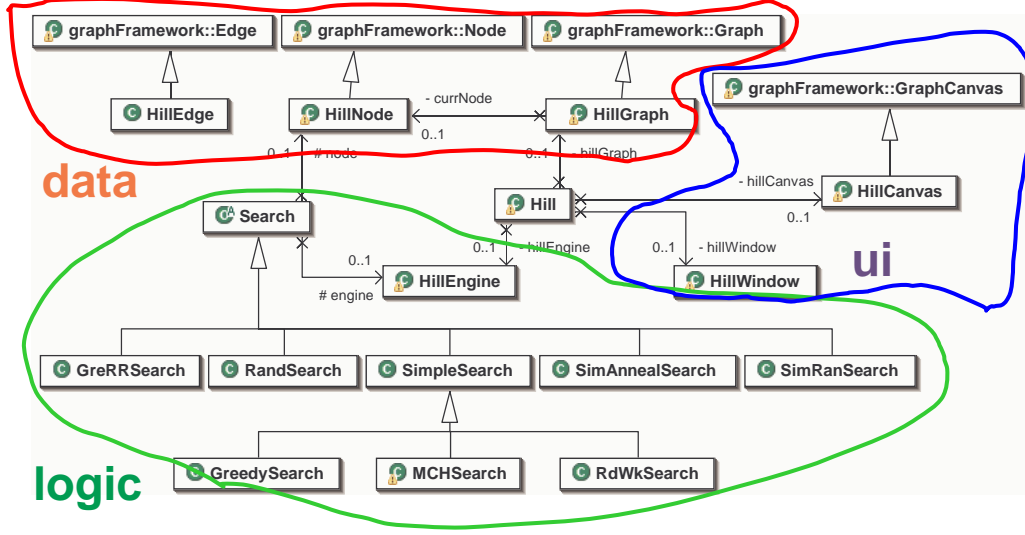 graphFramework::Edge
graphFramework::Node
graphFramework::Graph
graphFramework::GraphCanvas
HillEdge
HillNode
- currNode
0..1
HillGraph
0..1
# node
0..1
- hillGraph
data
- hillCanvas
0..1
HillCanvas
Search
Hill
0..1
- hillEngine
0..1
- hillWindow
ui
0..1
# engine
HillEngine
HillWindow
GreRRSearch
RandSearch
SimpleSearch
SimAnnealSearch
SimRanSearch
GreedySearch
MCHSearch
RdWkSearch
logic